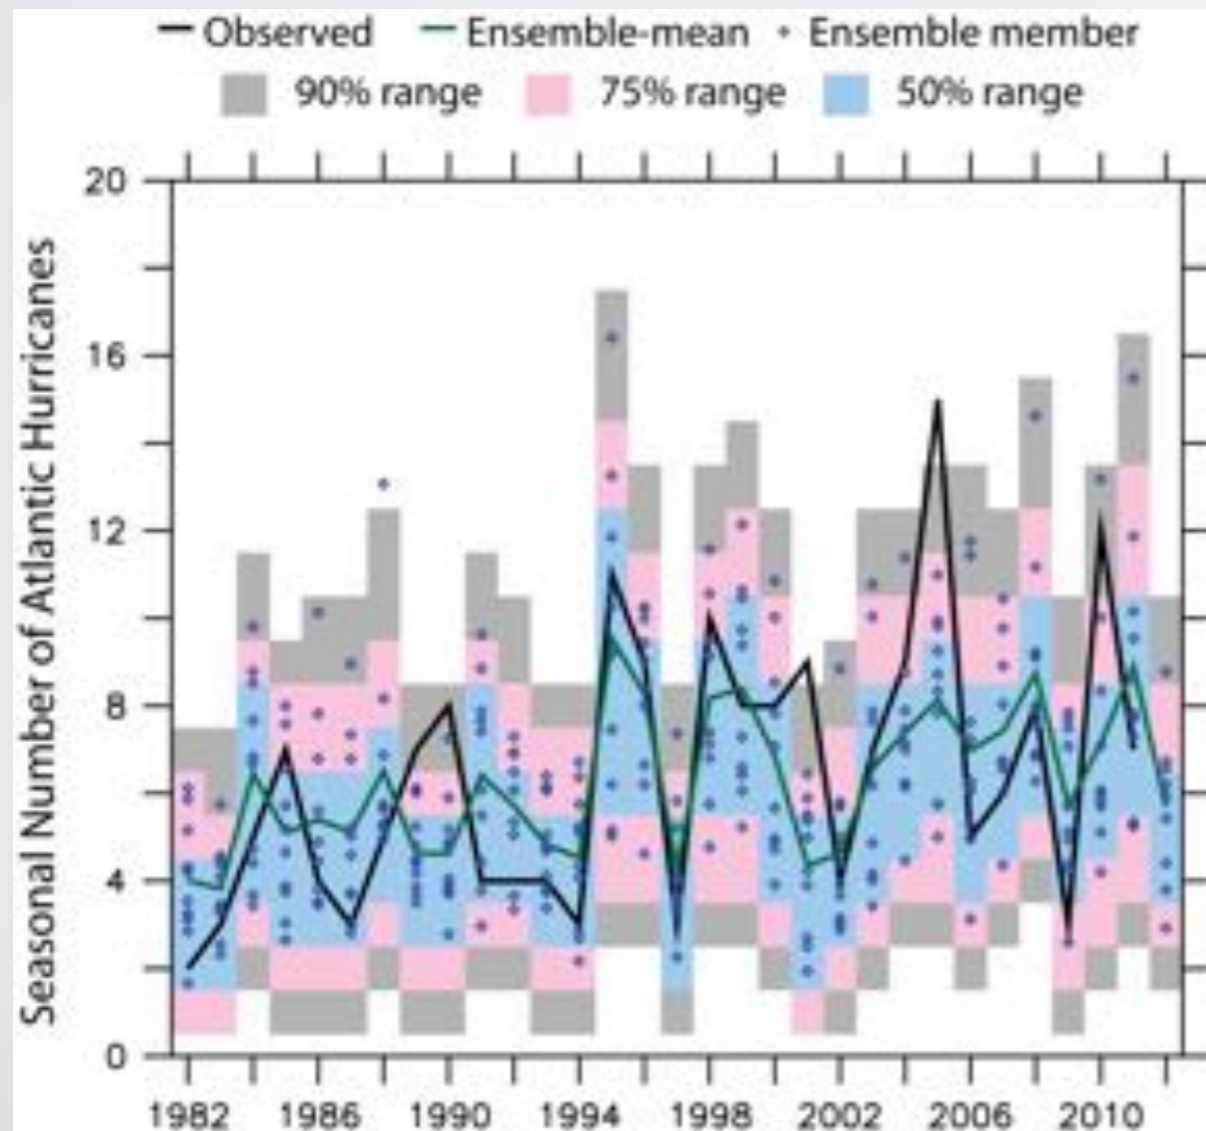 Observed Ensemble-mean Ensemble member
90% range 75% range 50% range
Seasonal Number of Atlantic Hurricanes
20
16
12
8
4
0
1982 1986 1990 1994 1998 2002 2006 2010